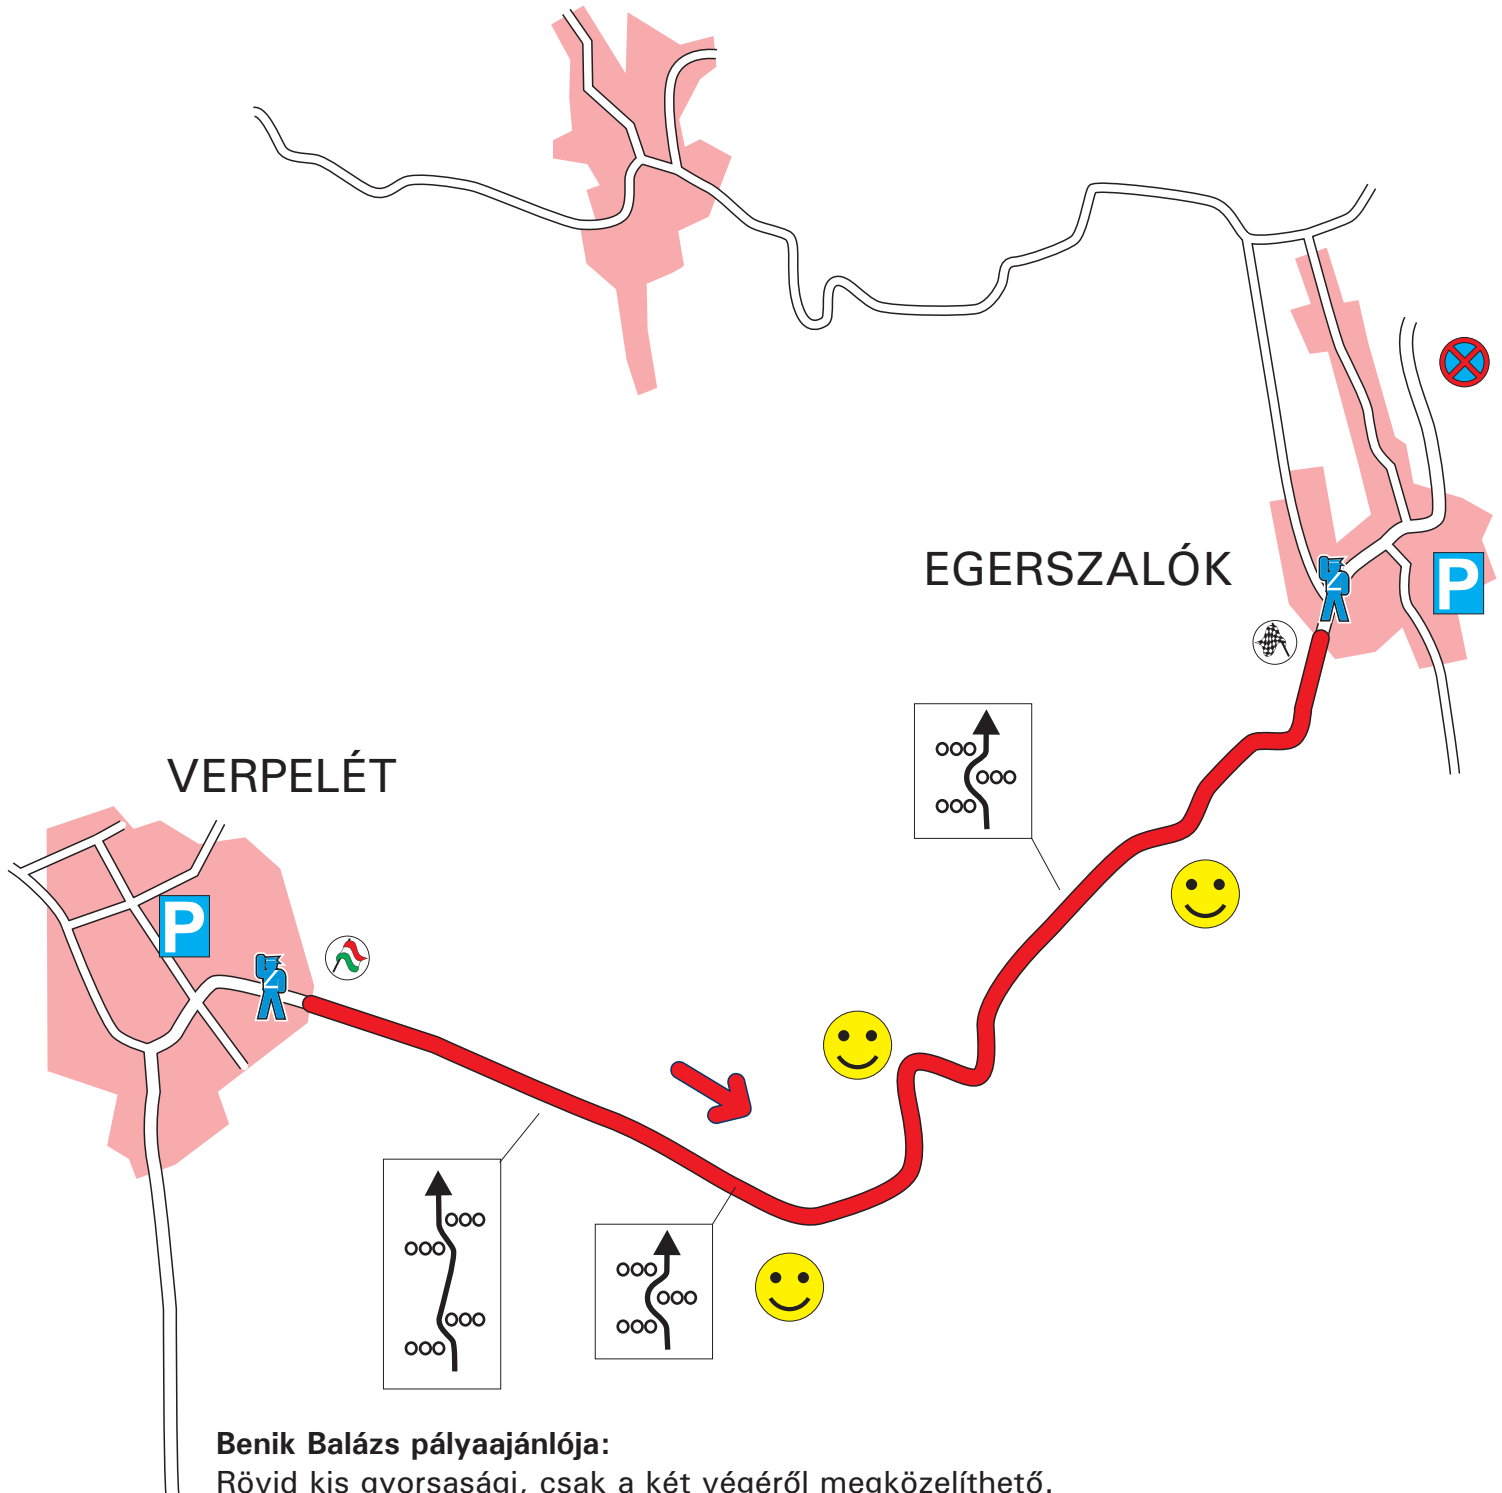 EGERSZALÓK
P
VERPELÉT
P
Benik Balázs pályaajánlója:
Rövid kis gyorsasági, csak a két végéről megközelíthető.